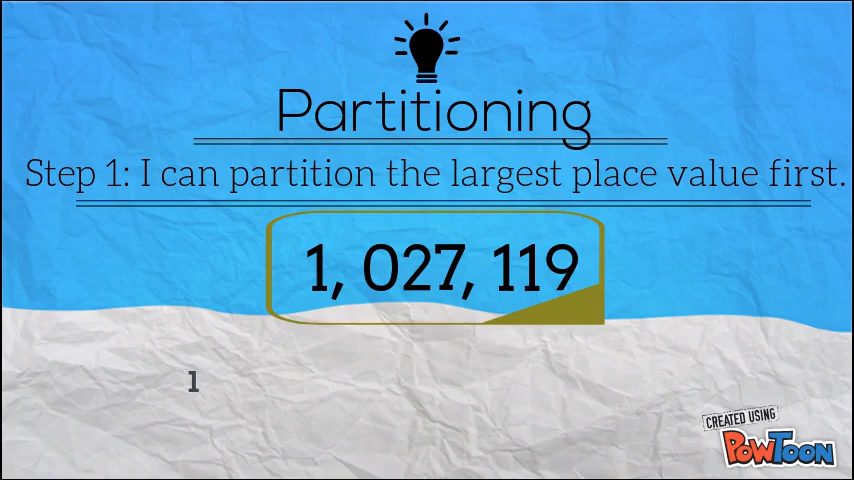 Partitioning
Step 1: I can partition the largest place value first.
1, 027, 119
1
CREATED USING
PowToon